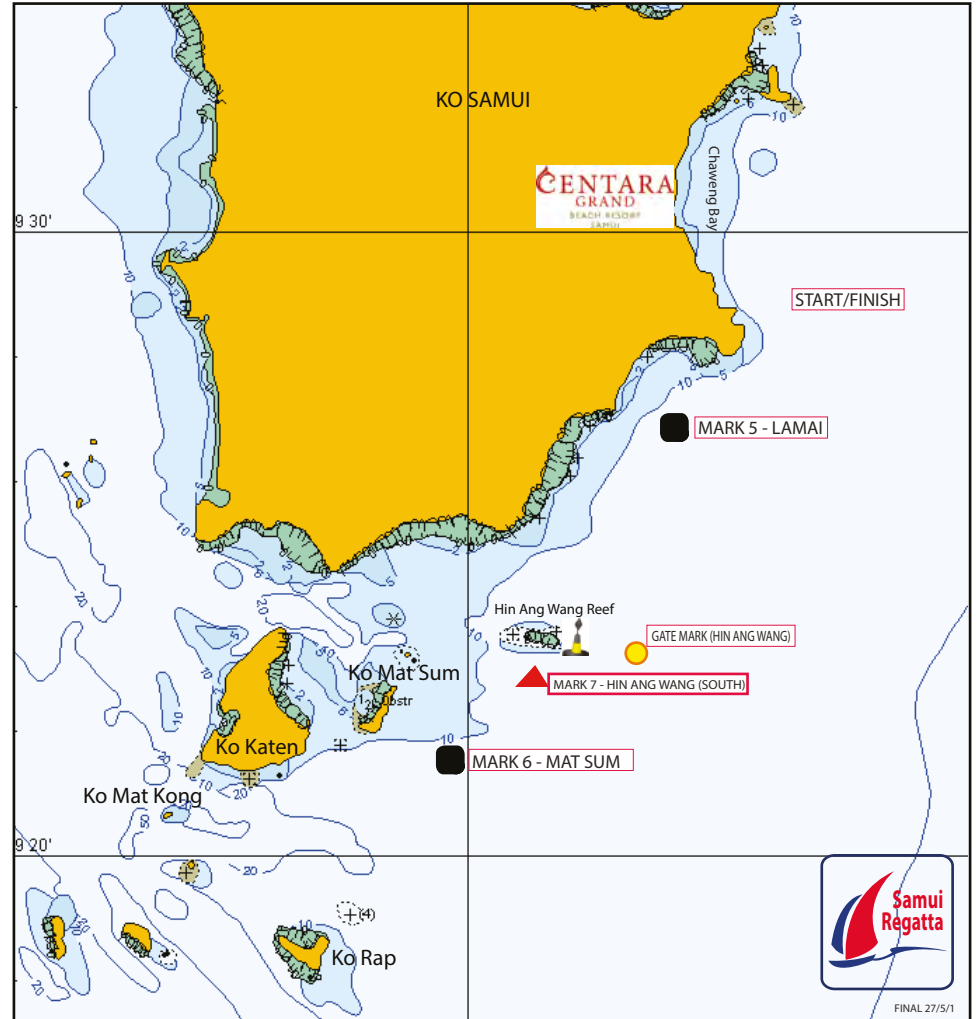 KO SAMUI
Chaweng Bay
CENTARA
GRAND
BEACH RESORT
SAMUI
9 30'
START/FINISH
MARK 5 - LAMAI
Hin Ang Wang Reef
GATE MARK (HIN ANG WANG)
Ko Mat Sum
MARK 7 - HIN ANG WANG (SOUTH)
Obstr
Ko Katen
MARK 6 - MAT SUM
Ko Mat Kong
9 20'
(4)
Ko Rap
Samui
Regatta
FINAL 27/5/1